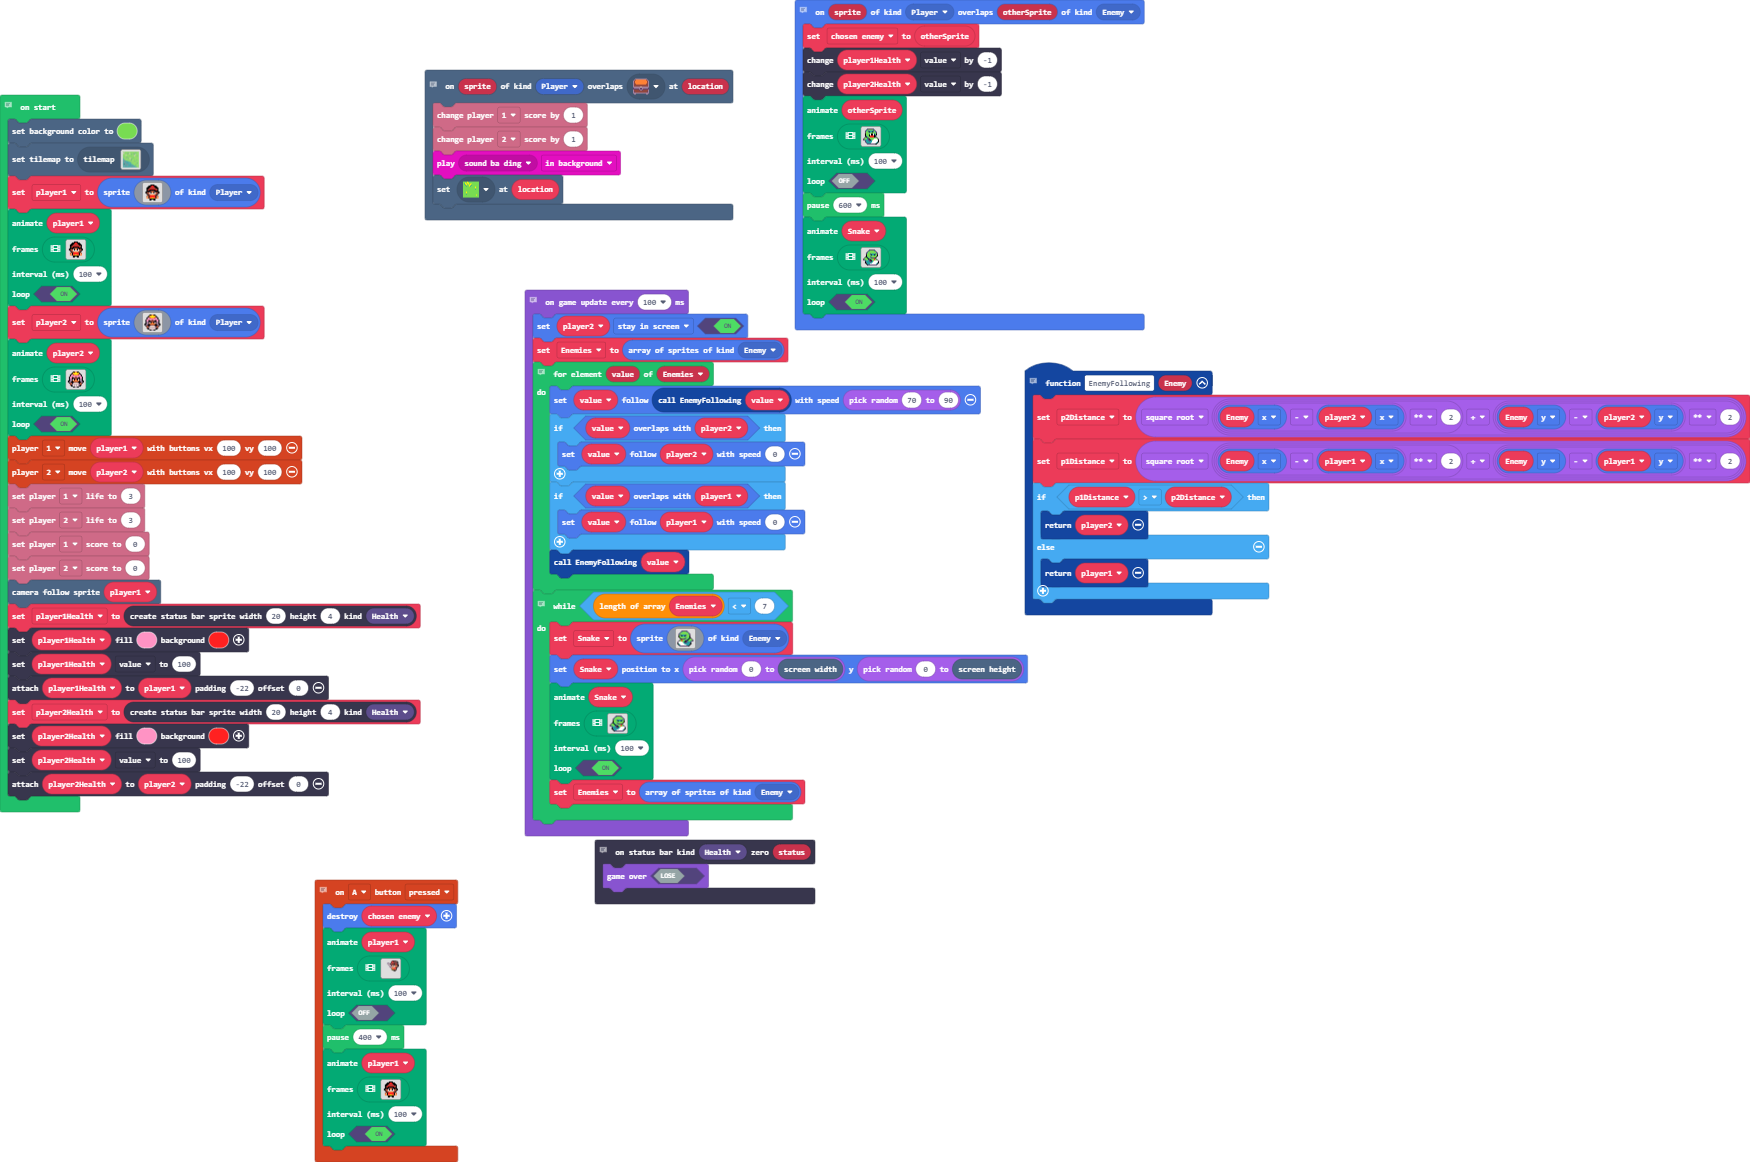 on start
set background color to
set tilemap to tilemap
set player1 to sprite of kind Player
animate player1
frames
interval (ms) 100
loop ON
set player2 to sprite of kind Player
animate player2
frames
interval (ms) 100
loop ON
player 1 move player1 with buttons vx 100 vy 100
player 2 move player2 with buttons vx 100 vy 100
set player 1 life to 3
set player 2 life to 3
set player 1 score to 0
set player 2 score to 0
camera follow sprite player1
set player1Health to create status bar sprite width 20 height 4 kind Health
set player1Health fill background
set player1Health value to 100
attach player1Health to player1 padding -22 offset 0
set player2Health to create status bar sprite width 20 height 4 kind Health
set player2Health fill background
set player2Health value to 100
attach player2Health to player2 padding -22 offset 0
on sprite of kind Player overlaps at location
change player 1 score by 1
change player 2 score by 1
play sound ba ding in background
set at location
on sprite of kind Player overlaps otherSprite of kind Enemy
set chosen enemy to otherSprite
change player1Health value by -1
change player2Health value by -1
animate otherSprite
frames
interval (ms) 100
loop OFF
pause 600 ms
animate Snake
frames
interval (ms) 100
loop ON
on game update every 100 ms
set player2 stay in screen ON
set Enemies to array of sprites of kind Enemy
for element value of Enemies
do
set value follow call EnemyFollowing value with speed pick random 70 to 90
if value overlaps with player2 then
set value follow player2 with speed 0
if value overlaps with player1 then
set value follow player1 with speed 0
call EnemyFollowing value
while length of array Enemies < 7
do
set Snake to sprite of kind Enemy
set Snake position to x pick random 0 to screen width y pick random 0 to screen height
animate Snake
frames
interval (ms) 100
loop ON
set Enemies to array of sprites of kind Enemy
function EnemyFollowing Enemy
set p2Distance to square root Enemy x - player2 x ** 2 + Enemy y - player2 y ** 2
set p1Distance to square root Enemy x - player1 x ** 2 + Enemy y - player1 y ** 2
if p1Distance > p2Distance then
return player2
else
return player1
on status bar kind Health zero status
game over LOSE
on A button pressed
destroy chosen enemy
animate player1
frames
interval (ms) 100
loop OFF
pause 400 ms
animate player1
frames
interval (ms) 100
loop ON